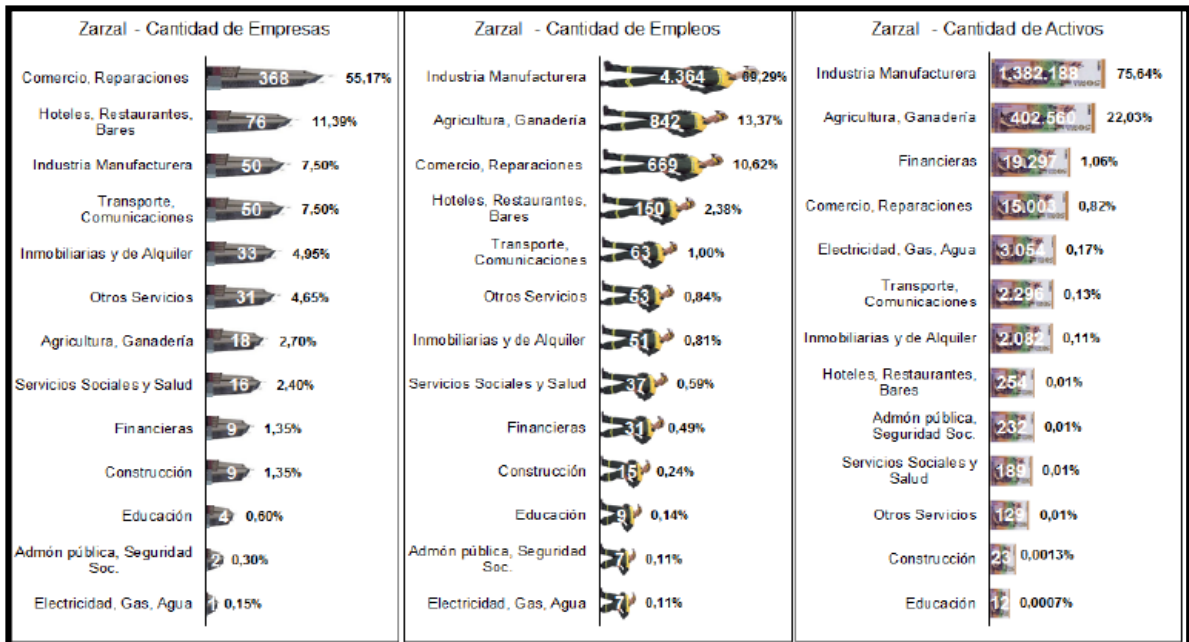 Zarzal - Cantidad de Empresas
Comercio, Reparaciones 368 55,17%
Hoteles, Restaurantes,
Bares 76 11,39%
Industria Manufacturera 50 7,50%
Transporte,
Comunicaciones 50 7,50%
Inmobiliarias y de Alquiler 33 4,95%
Otros Servicios 31 4,65%
Agricultura, Ganadería 18 2,70%
Servicios Sociales y Salud 16 2,40%
Financieras 9 1,35%
Construcción 9 1,35%
Educación 4 0,60%
Admón pública, Seguridad
Soc. 2 0,30%
Electricidad, Gas, Agua 1 0,15%
Zarzal - Cantidad de Empleos
Industria Manufacturera 4.364 69,29%
Agricultura, Ganadería 842 13,37%
Comercio, Reparaciones 669 10,62%
Hoteles, Restaurantes,
Bares 150 2,38%
Transporte,
Comunicaciones 63 1,00%
Otros Servicios 53 0,84%
Inmobiliarias y de Alquiler 51 0,81%
Servicios Sociales y Salud 37 0,59%
Financieras 31 0,49%
Construcción 15 0,24%
Educación 9 0,14%
Admón pública, Seguridad
Soc. 7 0,11%
Electricidad, Gas, Agua 7 0,11%
Zarzal - Cantidad de Activos
Industria Manufacturera 1.382.188 75,64%
Agricultura, Ganadería 402.560 22,03%
Financieras 19.297 1,06%
Comercio, Reparaciones 15.003 0,82%
Electricidad, Gas, Agua 3.054 0,17%
Transporte,
Comunicaciones 2.296 0,13%
Inmobiliarias y de Alquiler 2.082 0,11%
Hoteles, Restaurantes,
Bares 254 0,01%
Admón pública,
Seguridad Soc. 232 0,01%
Servicios Sociales y
Salud 189 0,01%
Otros Servicios 129 0,01%
Construcción 23 0,0013%
Educación 12 0,0007%